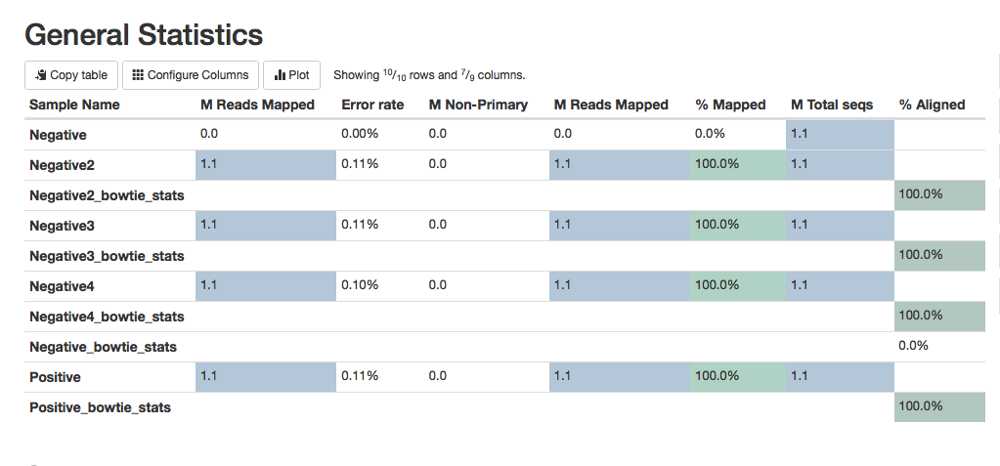 General Statistics
Copy table Configure Columns Plot Showing 10/10 rows and 7/9 columns.
Sample Name M Reads Mapped Error rate M Non-Primary M Reads Mapped % Mapped M Total seqs % Aligned
Negative 0.0 0.00% 0.0 0.0 0.0% 1.1
Negative2 1.1 0.11% 0.0 1.1 100.0% 1.1
Negative2_bowtie_stats 100.0%
Negative3 1.1 0.11% 0.0 1.1 100.0% 1.1
Negative3_bowtie_stats 100.0%
Negative4 1.1 0.10% 0.0 1.1 100.0% 1.1
Negative4_bowtie_stats 100.0%
Negative_bowtie_stats 0.0%
Positive 1.1 0.11% 0.0 1.1 100.0% 1.1
Positive_bowtie_stats 100.0%